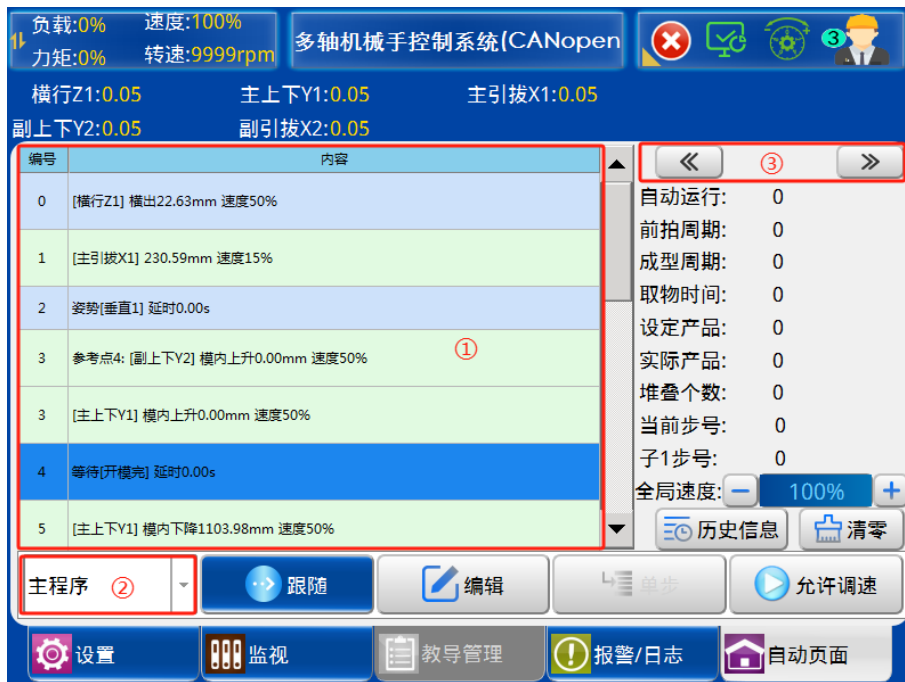 负载:0% 速度:100%
力矩:0% 转速:9999rpm
多轴机械手控制系统(CANopen
3
横行Z1:0.05 主上下Y1:0.05 主引拔X1:0.05
副上下Y2:0.05 副引拔X2:0.05
编号 内容
0 [横行Z1] 横出22.63mm 速度50%
1 [主引拔X1] 230.59mm 速度15%
2 姿势[垂直1] 延时0.00s
3 参考点4: [副上下Y2] 模内上升0.00mm 速度50%
①
3 [主上下Y1] 模内上升0.00mm 速度50%
4 等待[开模完] 延时0.00s
5 [主上下Y1] 模内下降1103.98mm 速度50%
« ③ »
自动运行: 0
前拍周期: 0
成型周期: 0
取物时间: 0
设定产品: 0
实际产品: 0
堆叠个数: 0
当前步号: 0
子1步号: 0
全局速度: − 100% +
历史信息 清零
主程序 ② 跟随 编辑 单步 允许调速
设置 监视 教导管理 报警/日志 自动页面